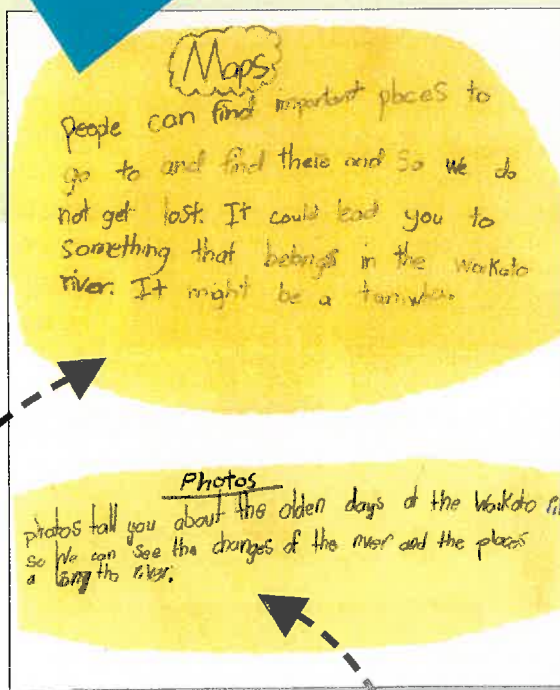 Maps
people can find important places to
go to and find there and so we do
not get lost. It could lead you to
something that belongs in the waikato
river. It might be a taniwha
Photos
photos tall you about the olden days of the Waikato
so we can see the changes of the river and the places
a long the river.